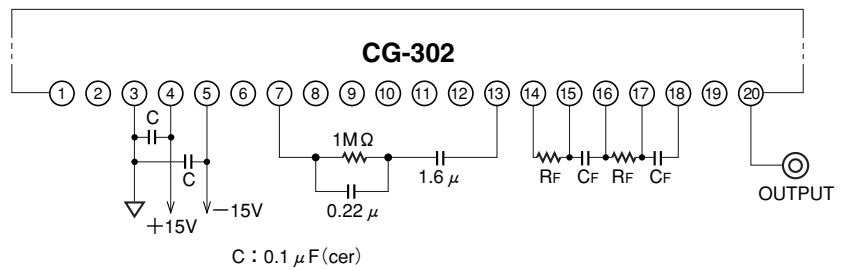 CG-302
1 2 3 4 5 6 7 8 9 10 11 12 13 14 15 16 17 18 19 20
C
C
1MΩ
0.22 μ
1.6 μ
RF CF RF CF
OUTPUT
+15V
-15V
C : 0.1 μF(cer)